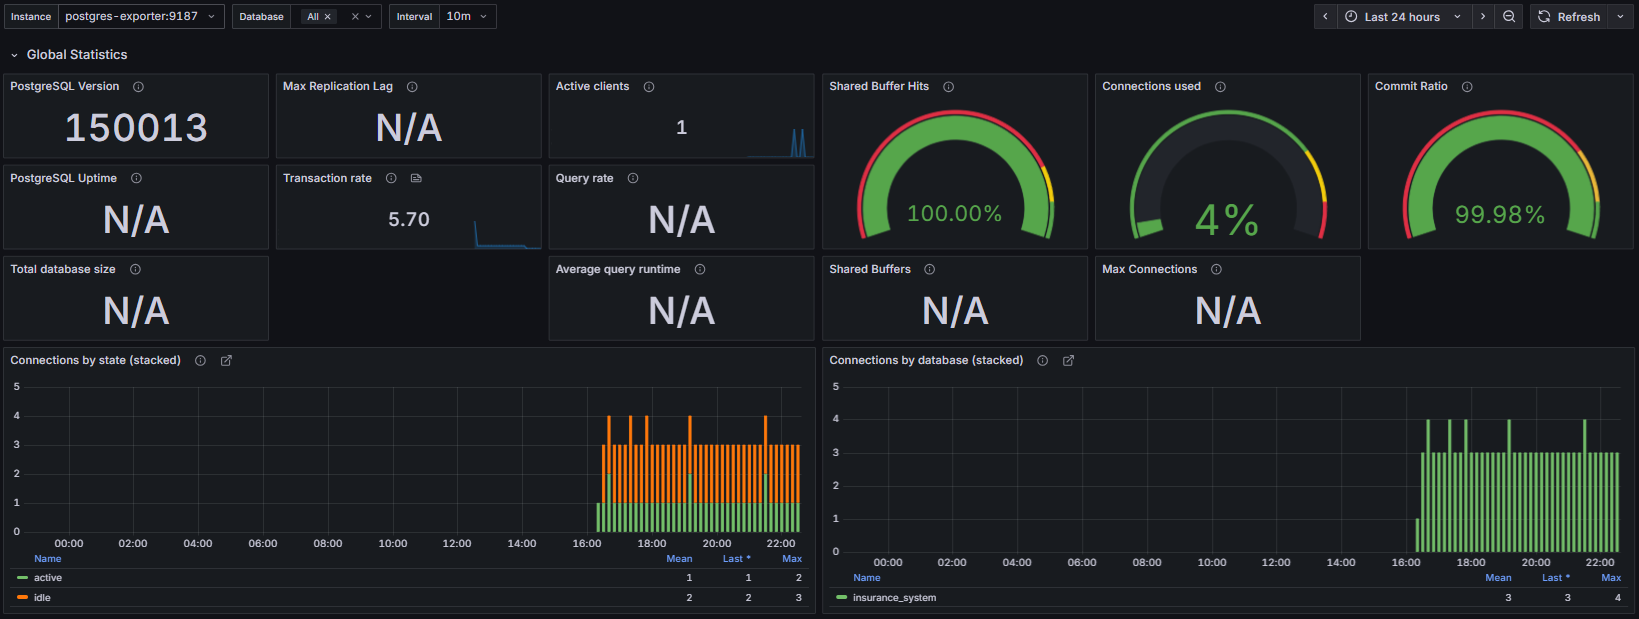 Instance postgres-exporter:9187 Database All × Interval 10m Last 24 hours Refresh
Global Statistics
PostgreSQL Version
150013
Max Replication Lag
N/A
Active clients
1
Shared Buffer Hits
100.00%
Connections used
4%
Commit Ratio
99.98%
PostgreSQL Uptime
N/A
Transaction rate
5.70
Query rate
N/A
Total database size
N/A
Average query runtime
N/A
Shared Buffers
N/A
Max Connections
N/A
Connections by state (stacked)
5
4
3
2
1
0
00:00 02:00 04:00 06:00 08:00 10:00 12:00 14:00 16:00 18:00 20:00 22:00
Name Mean Last * Max
active 1 1 2
idle 2 2 3
Connections by database (stacked)
5
4
3
2
1
0
00:00 02:00 04:00 06:00 08:00 10:00 12:00 14:00 16:00 18:00 20:00 22:00
Name Mean Last * Max
insurance_system 3 3 4